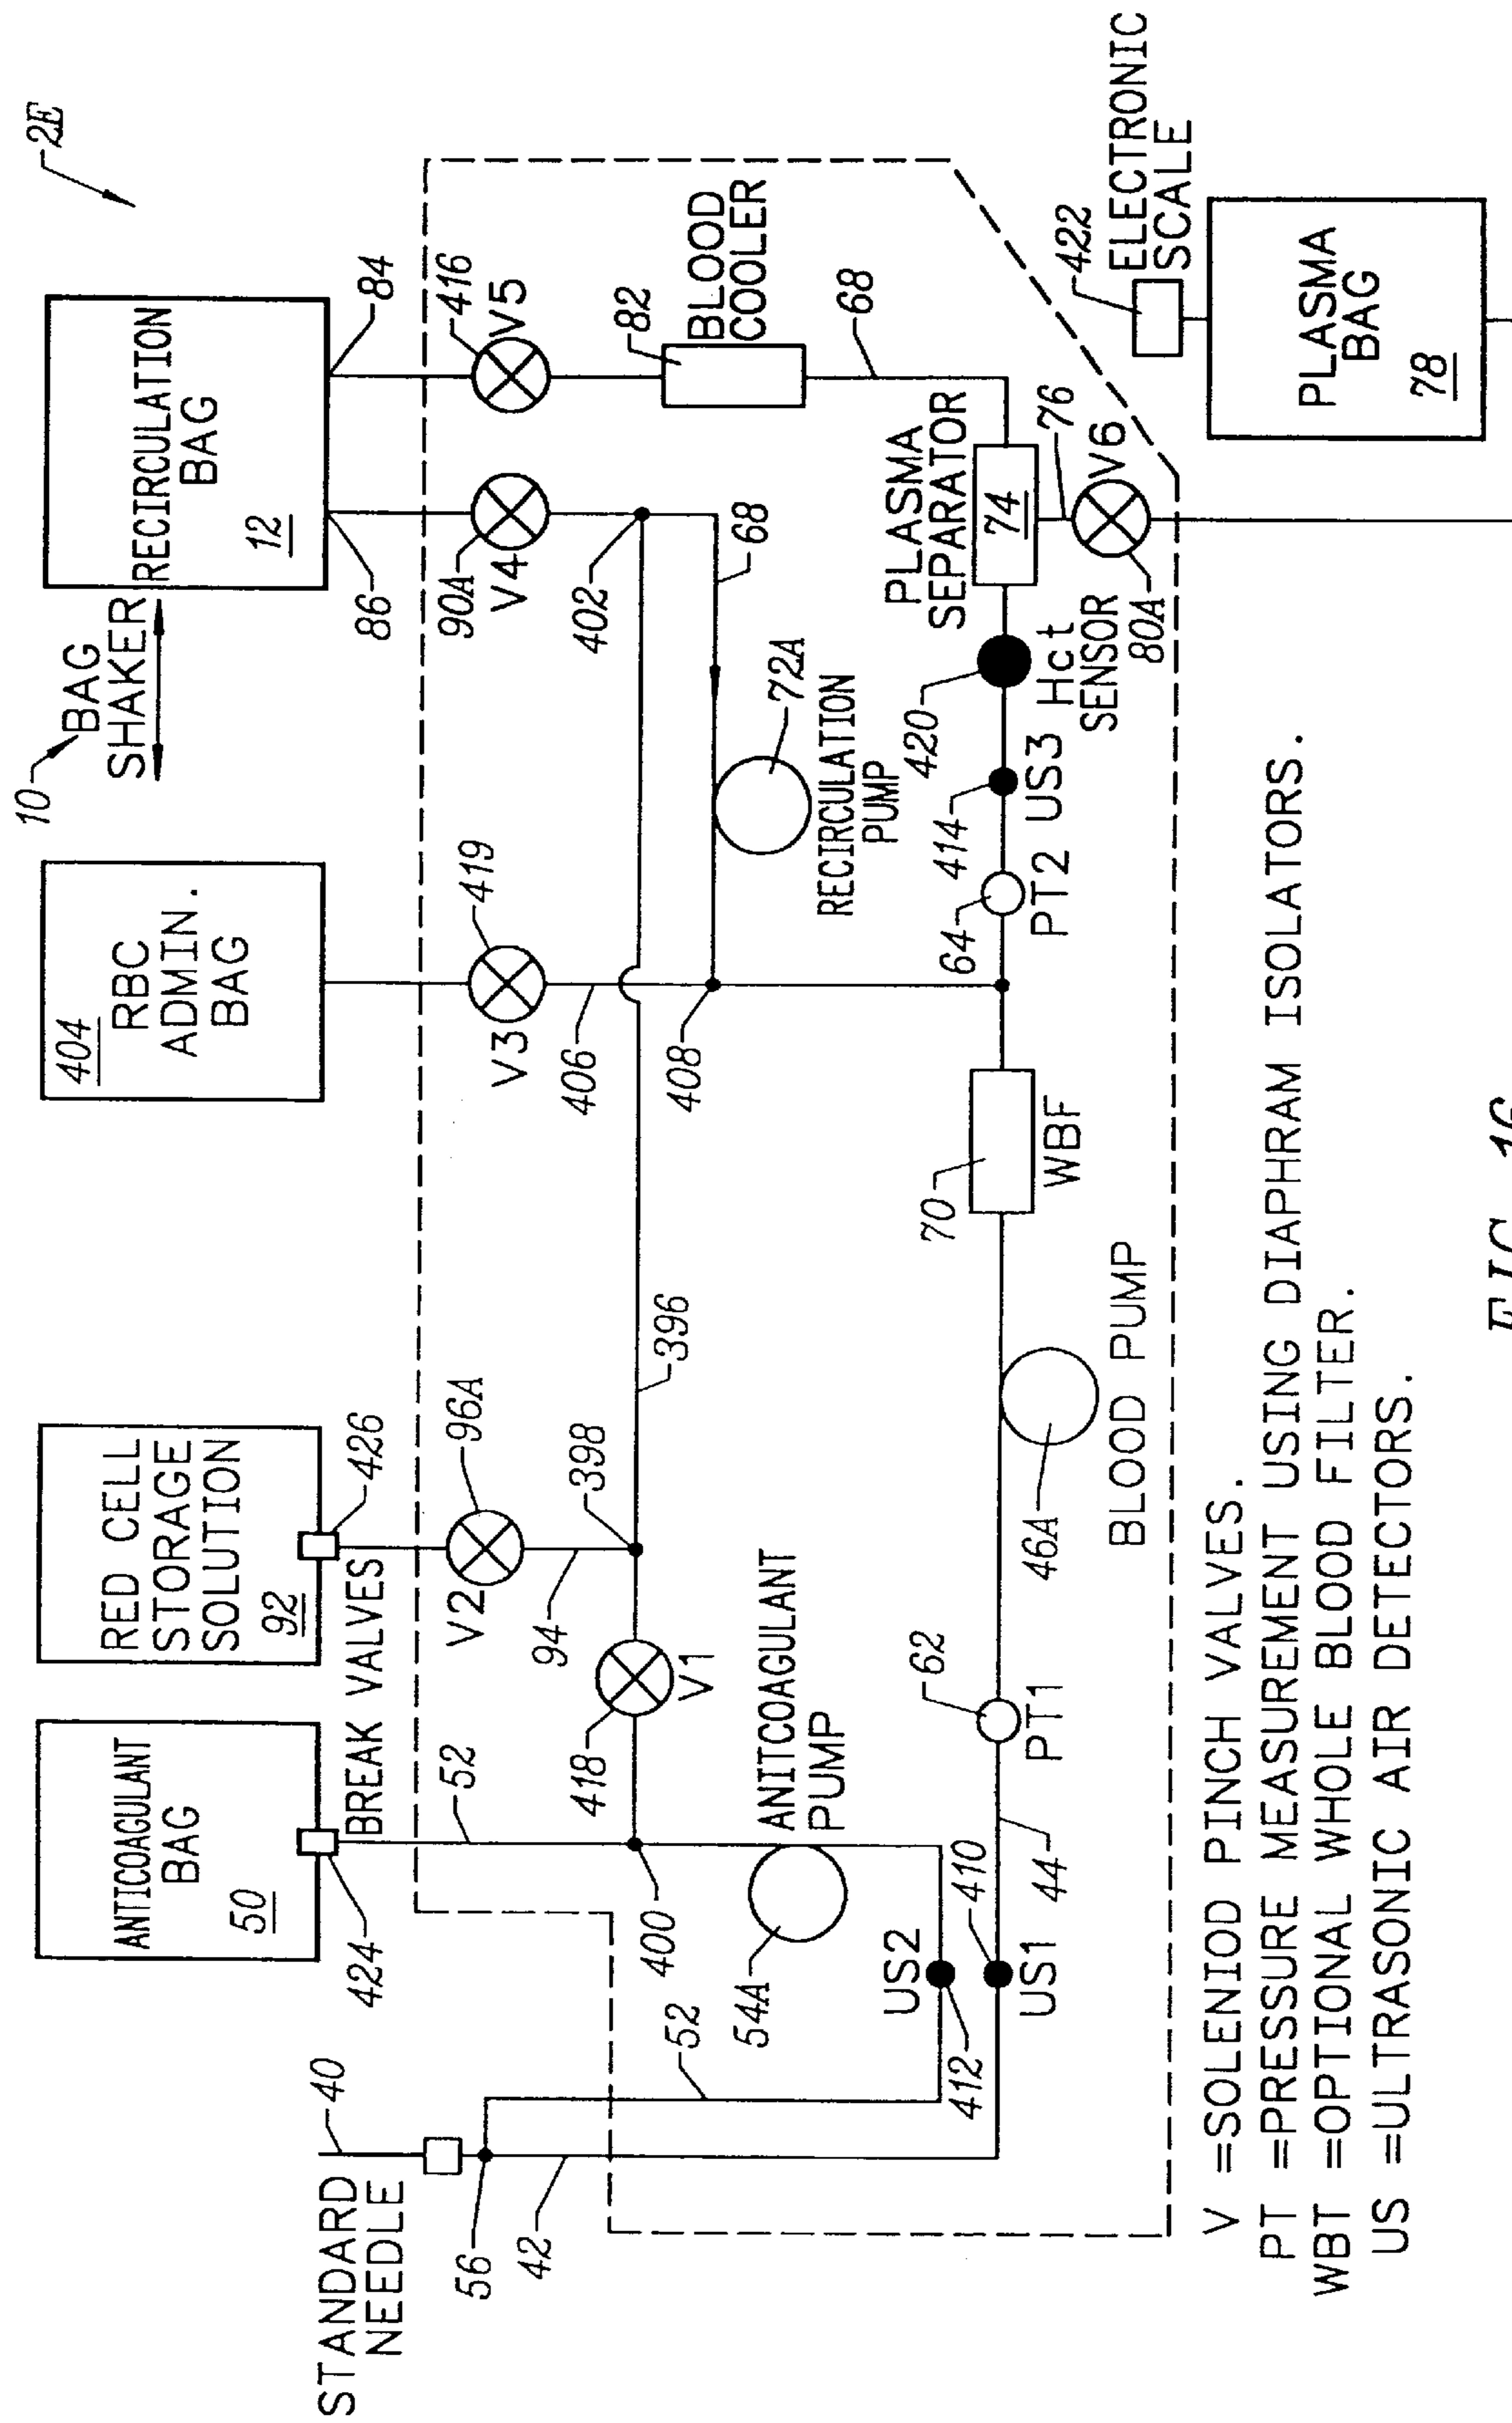 2E
10
BAG
SHAKER
ANTICOAGULANT
BAG
50
424
BREAK VALVES
RED CELL
STORAGE
SOLUTION
92
426
404
RBC
ADMIN.
BAG
RECIRCULATION
BAG
12
86
84
STANDARD
NEEDLE
40
56
42
52
52
400
418
V1
V2
96A
94
398
396
V3
419
406
408
90A
V4
402
416
V5
82
BLOOD
COOLER
68
68
72A
RECIRCULATION
PUMP
ANITCOAGULANT
PUMP
54A
US2
412
410
US1
44
62
PT1
46A
BLOOD PUMP
70
WBF
64
PT2
414
US3
420
Hct
SENSOR
PLASMA
SEPARATOR
74
76
V6
80A
422
ELECTRONIC
SCALE
PLASMA
BAG
78
V =SOLENIOD PINCH VALVES.
PT =PRESSURE MEASUREMENT USING DIAPHRAM ISOLATORS.
WBT =OPTIONAL WHOLE BLOOD FILTER.
US =ULTRASONIC AIR DETECTORS.
FIG. 16